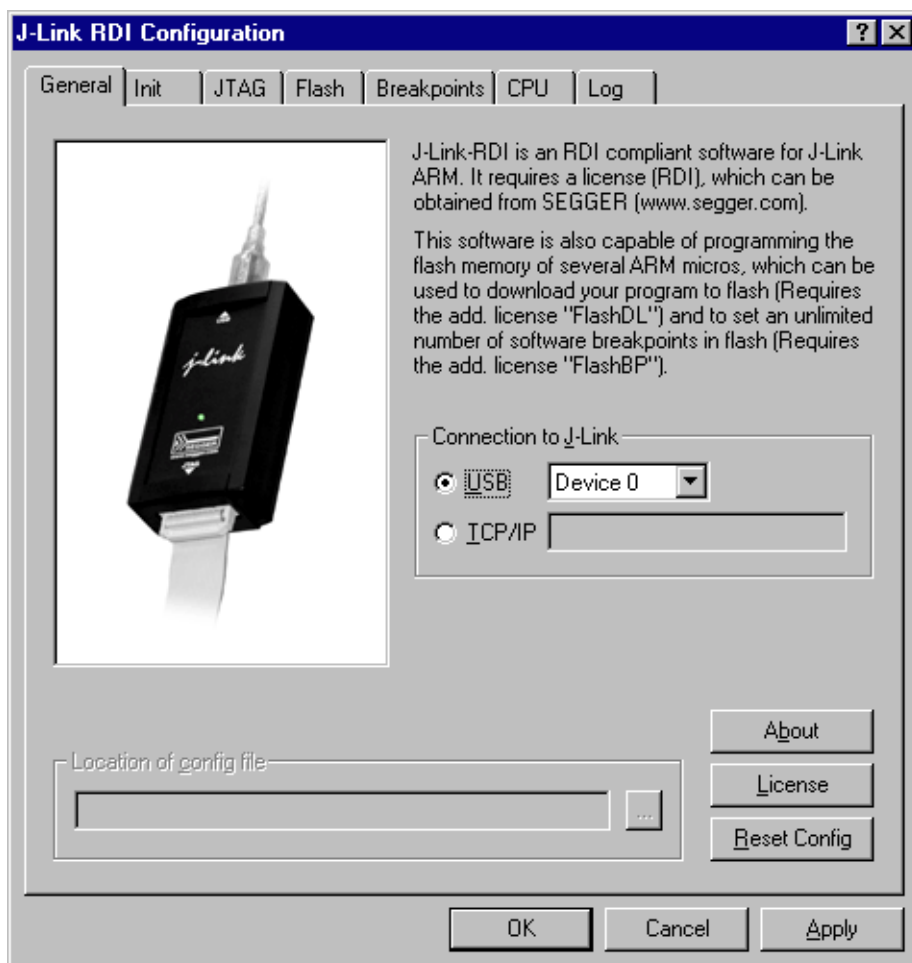 J-Link RDI Configuration
General Init JTAG Flash Breakpoints CPU Log
J-Link-RDI is an RDI compliant software for J-Link
ARM. It requires a license (RDI), which can be
obtained from SEGGER (www.segger.com).
This software is also capable of programming the
flash memory of several ARM micros, which can be
used to download your program to flash (Requires
the add. license "FlashDL") and to set an unlimited
number of software breakpoints in flash (Requires
the add. license "FlashBP").
j-link
Connection to J-Link
USB Device 0
TCP/IP
About
Location of config file
License
...
Reset Config
OK Cancel Apply